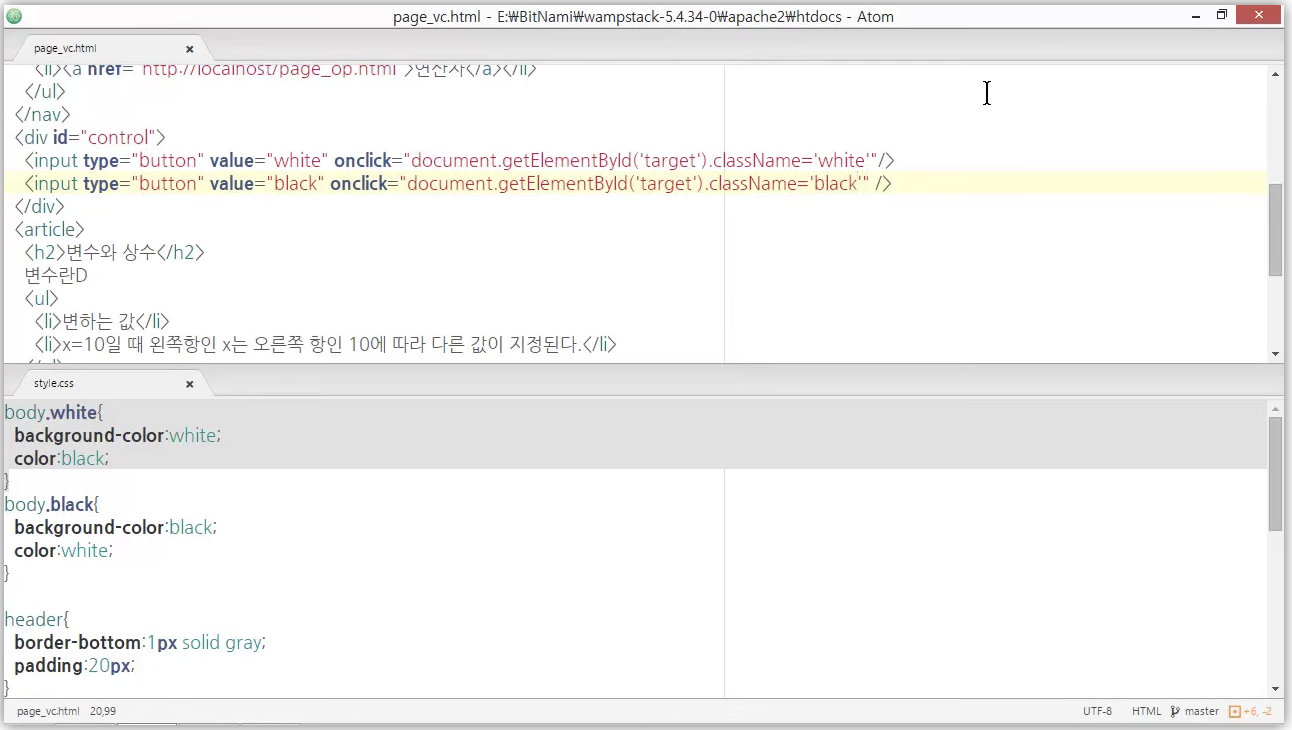 page_vc.html - E:₩BitNami₩wampstack-5.4.34-0₩apache2₩htdocs - Atom
page_vc.html
<li><a href="http://localhost/page_op.html">연산자</a></li>
</ul>
</nav>
<div id="control">
<input type="button" value="white" onclick="document.getElementById('target').className='white'"/>
<input type="button" value="black" onclick="document.getElementById('target').className='black'" />
</div>
<article>
<h2>변수와 상수</h2>
변수란D
<ul>
<li>변하는 값</li>
<li>x=10일 때 왼쪽항인 x는 오른쪽 항인 10에 따라 다른 값이 지정된다.</li>
style.css
body.white{
background-color:white;
color:black;
}
body.black{
background-color:black;
color:white;
}
header{
border-bottom:1px solid gray;
padding:20px;
}
page_vc.html 20,99 UTF-8 HTML master +6, -2